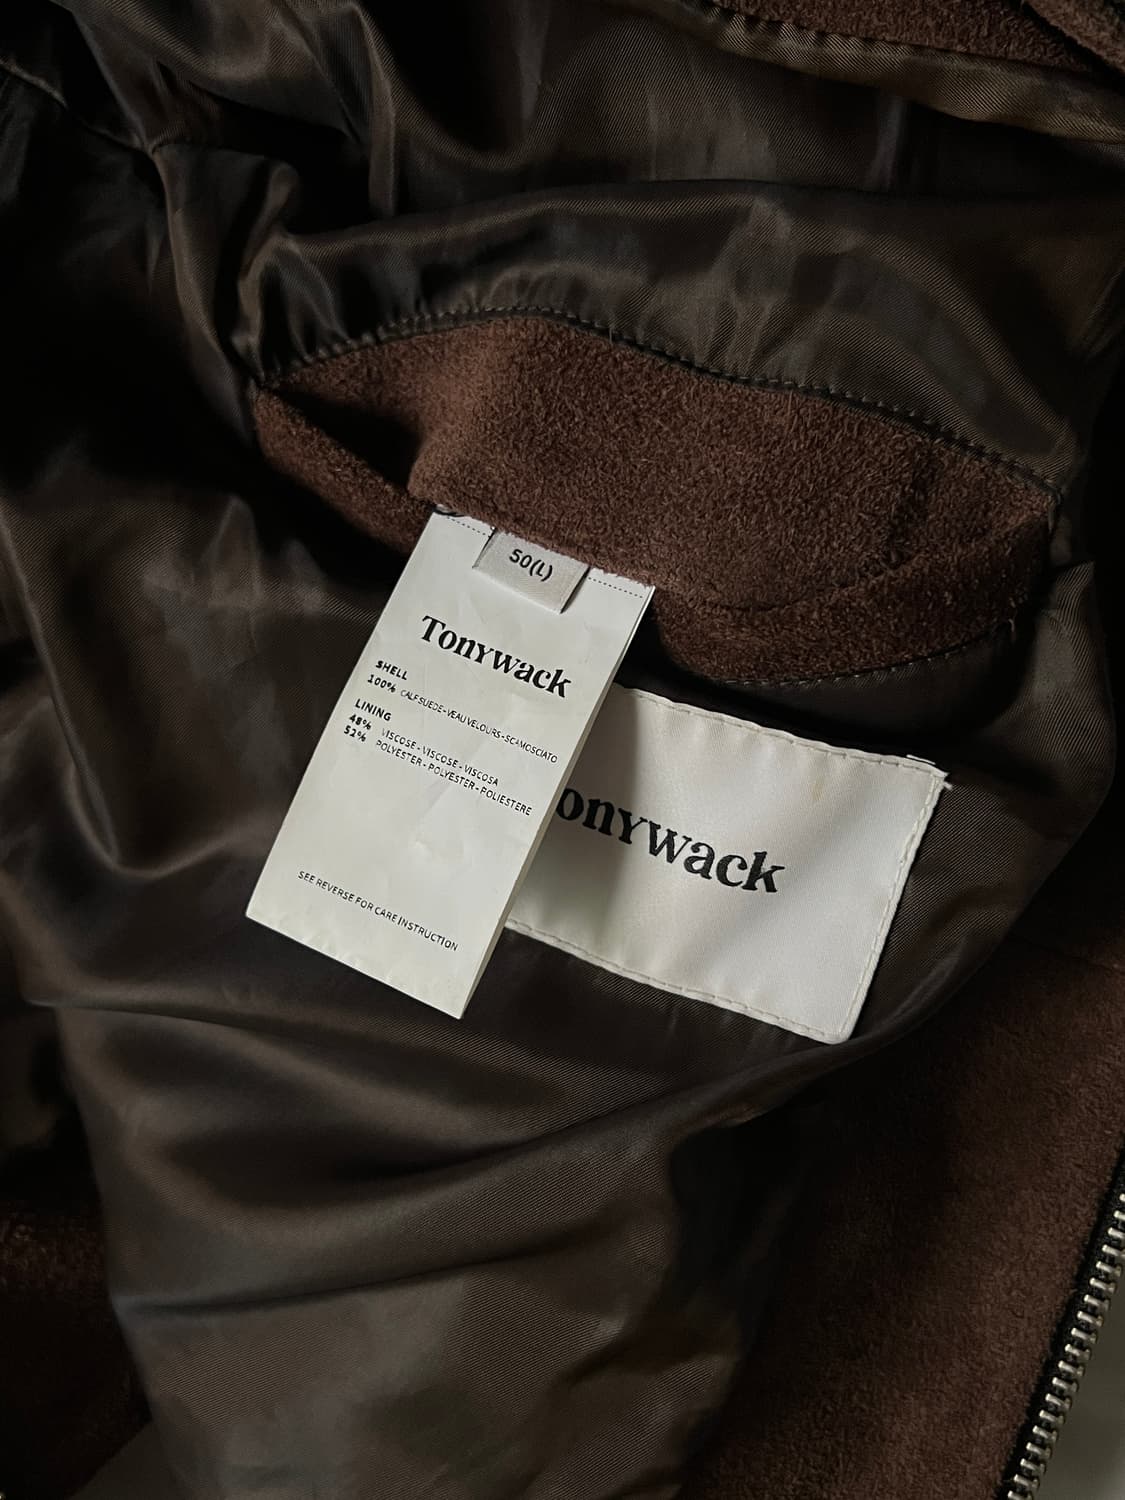 50(L)
Tonywack
SHELL
100% CALF SUEDE - VEAU VELOURS - SCAMOSCIATO
LINING
48% VISCOSE - VISCOSE - VISCOSA
52% POLYESTER - POLYESTER - POLIESTERE
SEE REVERSE FOR CARE INSTRUCTION
onywack